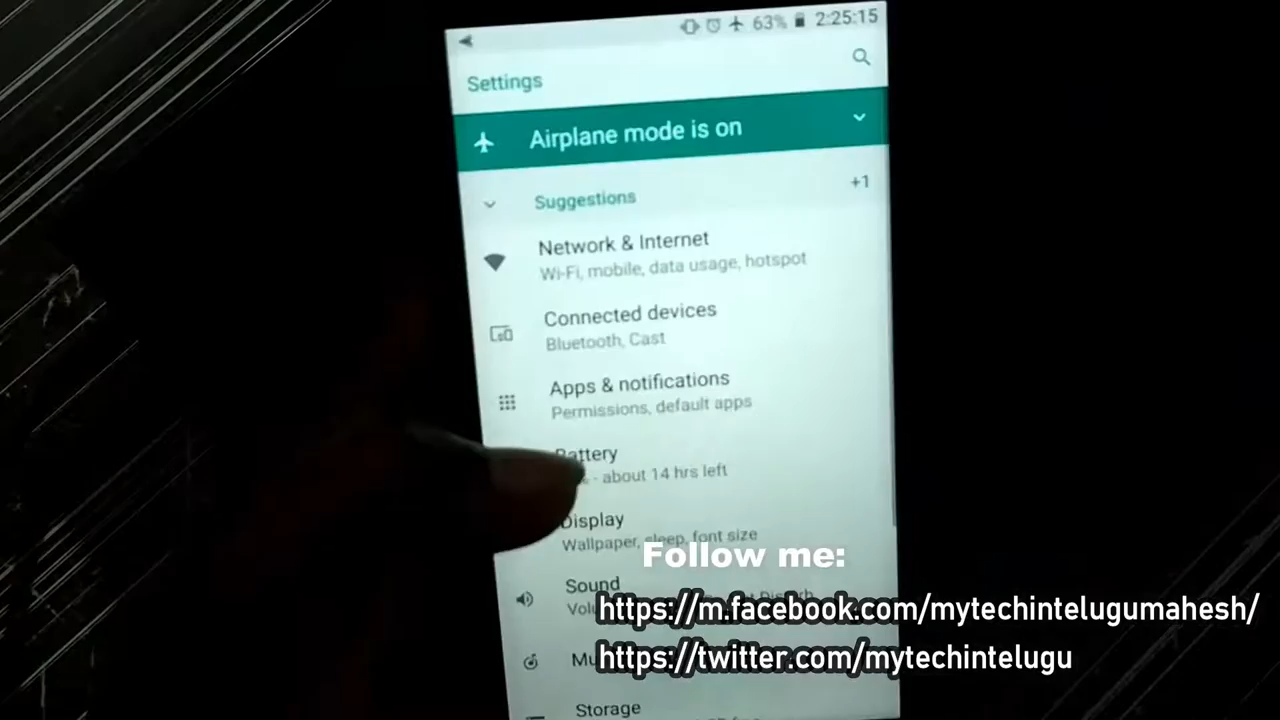 63% 2:25:15
Settings
Airplane mode is on
Suggestions +1
Network & Internet
Wi-Fi, mobile, data usage, hotspot
Connected devices
Bluetooth, Cast
Apps & notifications
Permissions, default apps
Battery
- about 14 hrs left
Display
Wallpaper, sleep, font size
Follow me:
Sound
https://m.facebook.com/mytechintelugumahesh/
https://twitter.com/mytechintelugu
Storage